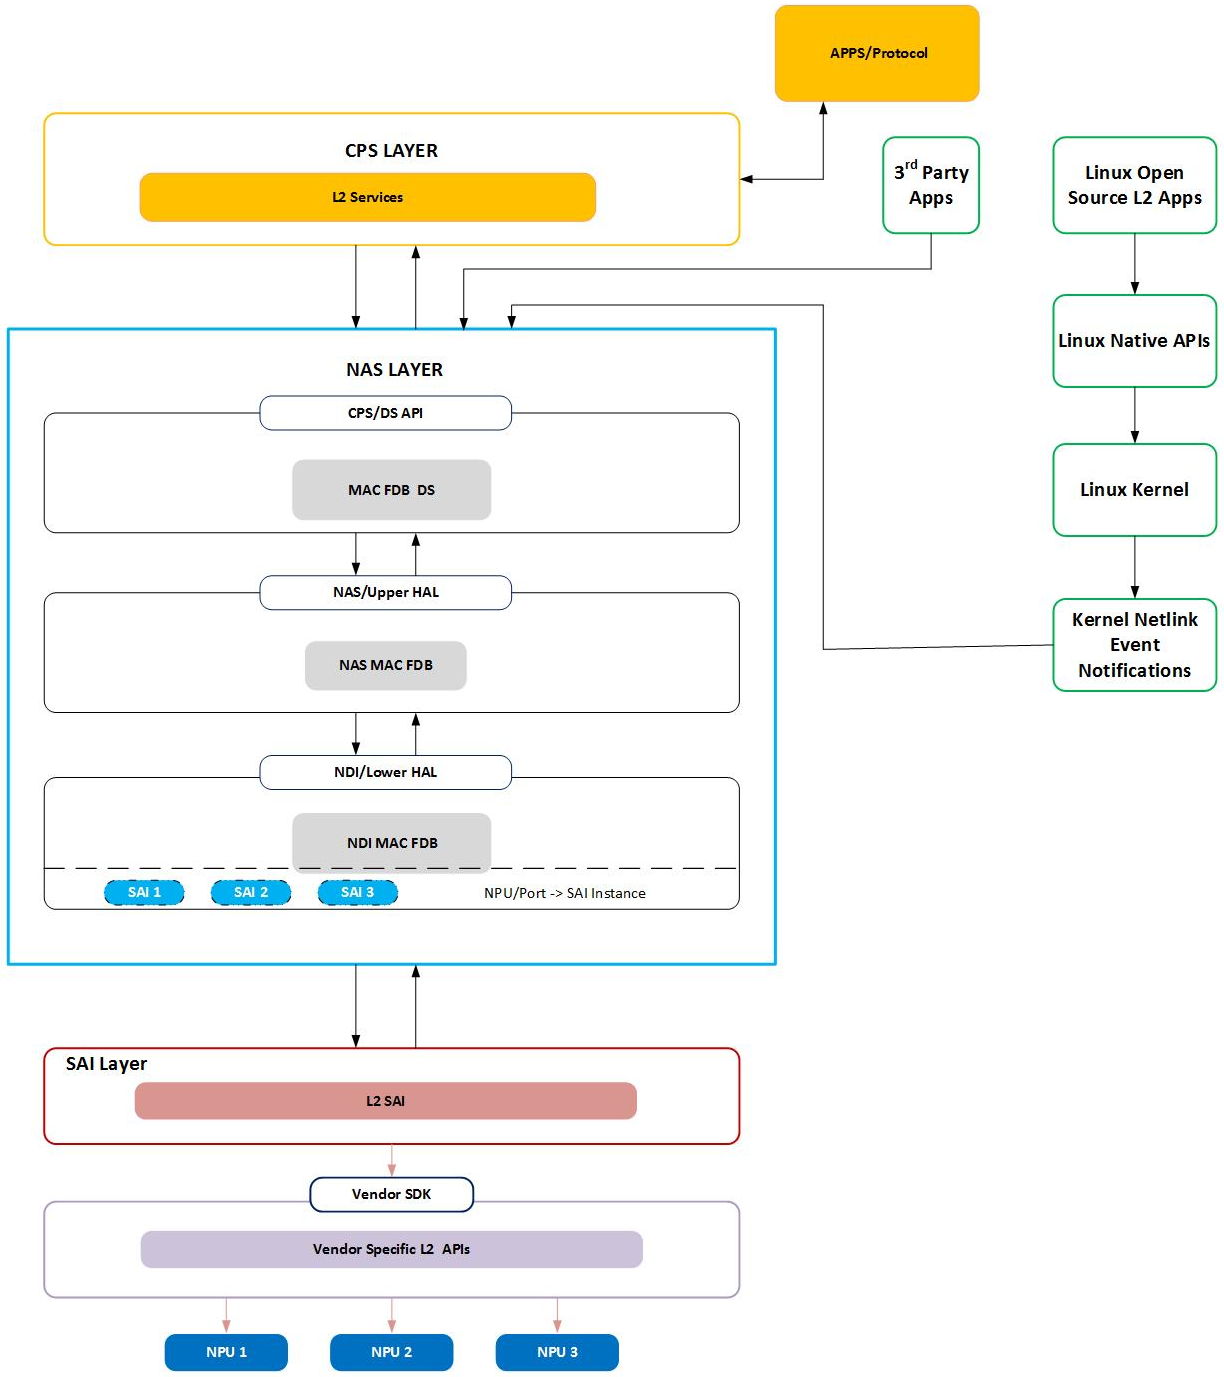 APPS/Protocol
CPS LAYER
L2 Services
3rd Party
Apps
Linux Open
Source L2 Apps
Linux Native APIs
NAS LAYER
CPS/DS API
MAC FDB DS
Linux Kernel
NAS/Upper HAL
NAS MAC FDB
Kernel Netlink
Event
Notifications
NDI/Lower HAL
NDI MAC FDB
SAI 1
SAI 2
SAI 3
NPU/Port -> SAI Instance
SAI Layer
L2 SAI
Vendor SDK
Vendor Specific L2 APIs
NPU 1
NPU 2
NPU 3